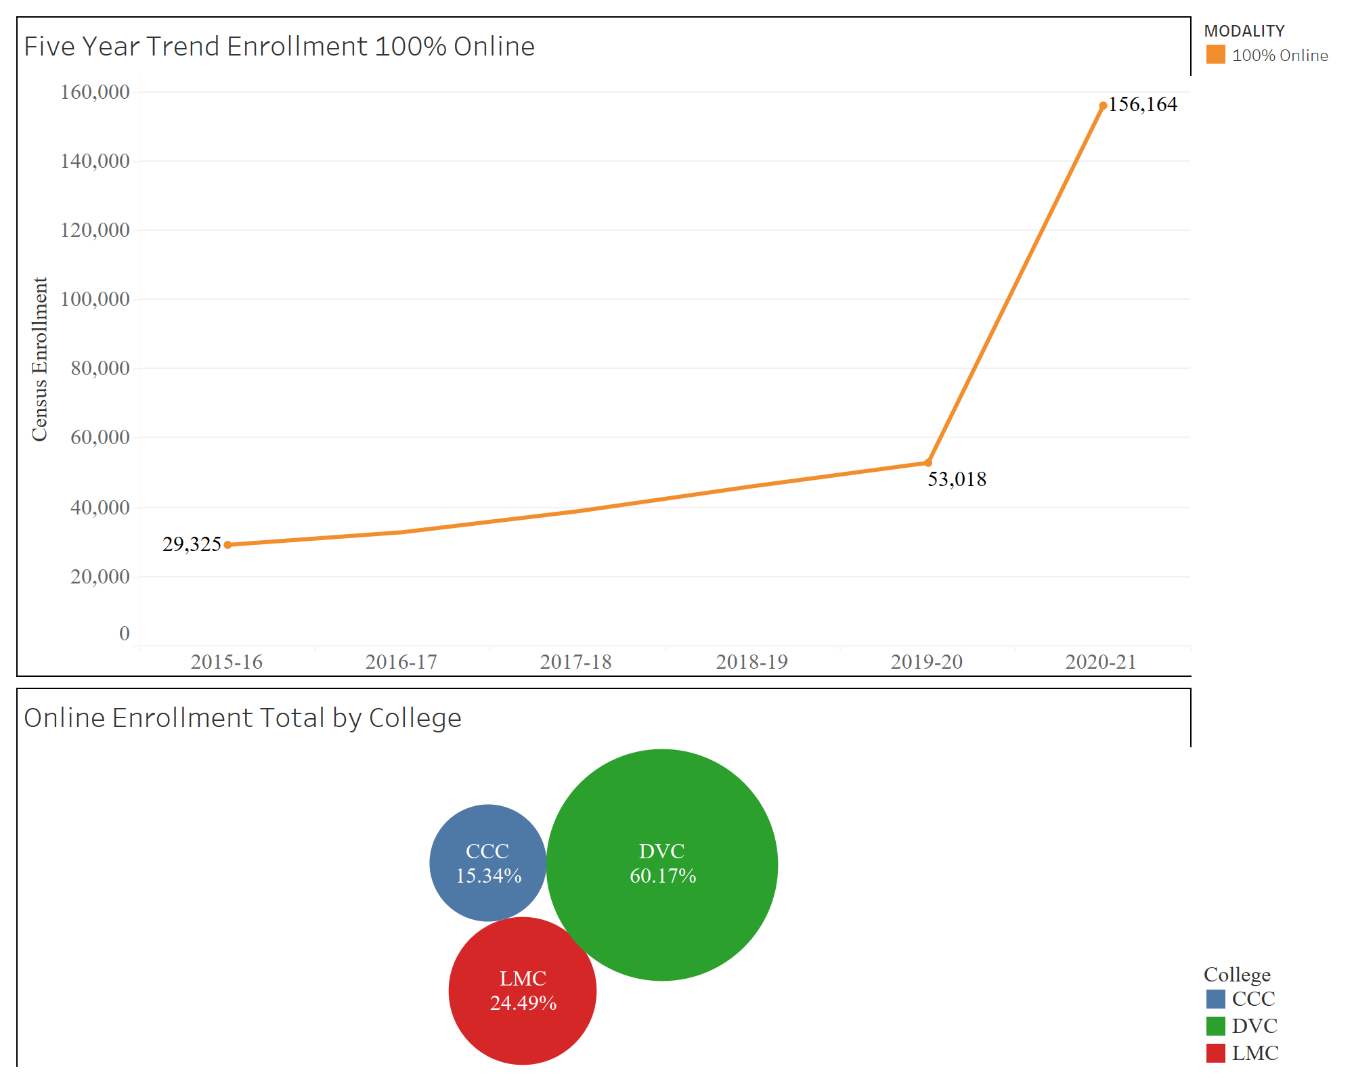 Five Year Trend Enrollment 100% Online
MODALITY
100% Online
160,000
140,000
120,000
100,000
80,000
60,000
40,000
20,000
0
Census Enrollment
156,164
53,018
29,325
2015-16
2016-17
2017-18
2018-19
2019-20
2020-21
Online Enrollment Total by College
CCC
15.34%
DVC
60.17%
LMC
24.49%
College
CCC
DVC
LMC